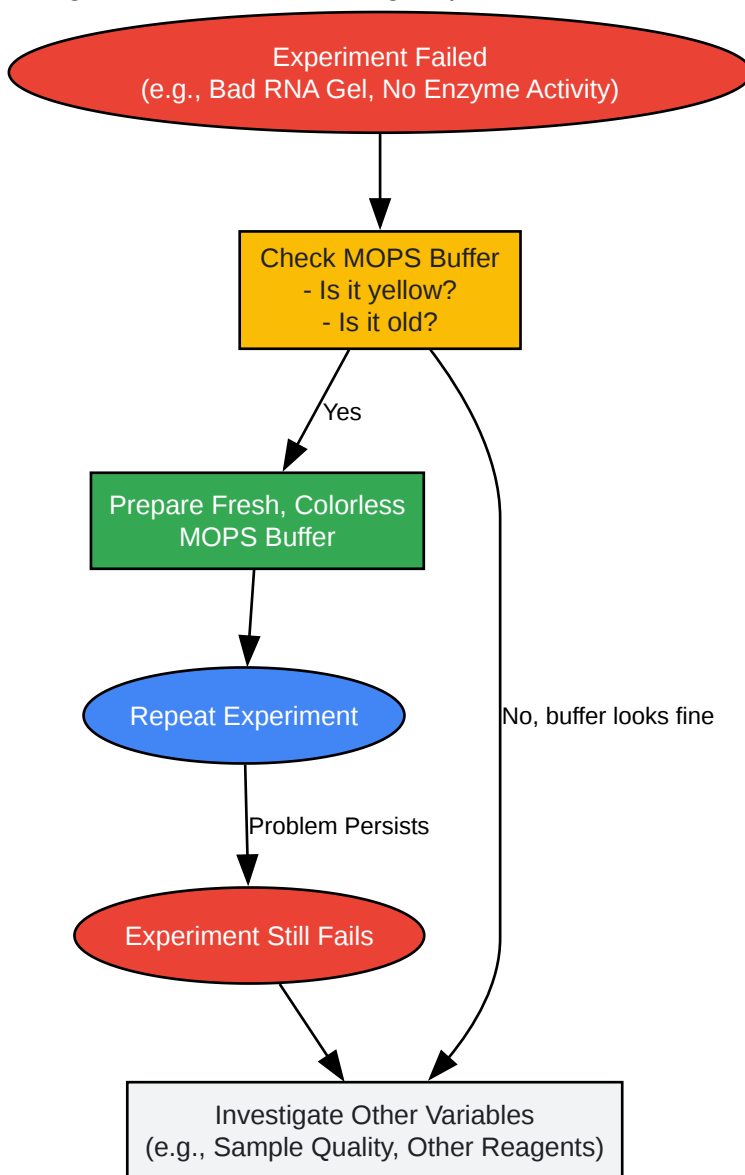 Experiment Failed
(e.g., Bad RNA Gel, No Enzyme Activity)
Check MOPS Buffer
- Is it yellow?
- Is it old?
Yes
Prepare Fresh, Colorless
MOPS Buffer
Repeat Experiment
No, buffer looks fine
Problem Persists
Experiment Still Fails
Investigate Other Variables
(e.g., Sample Quality, Other Reagents)